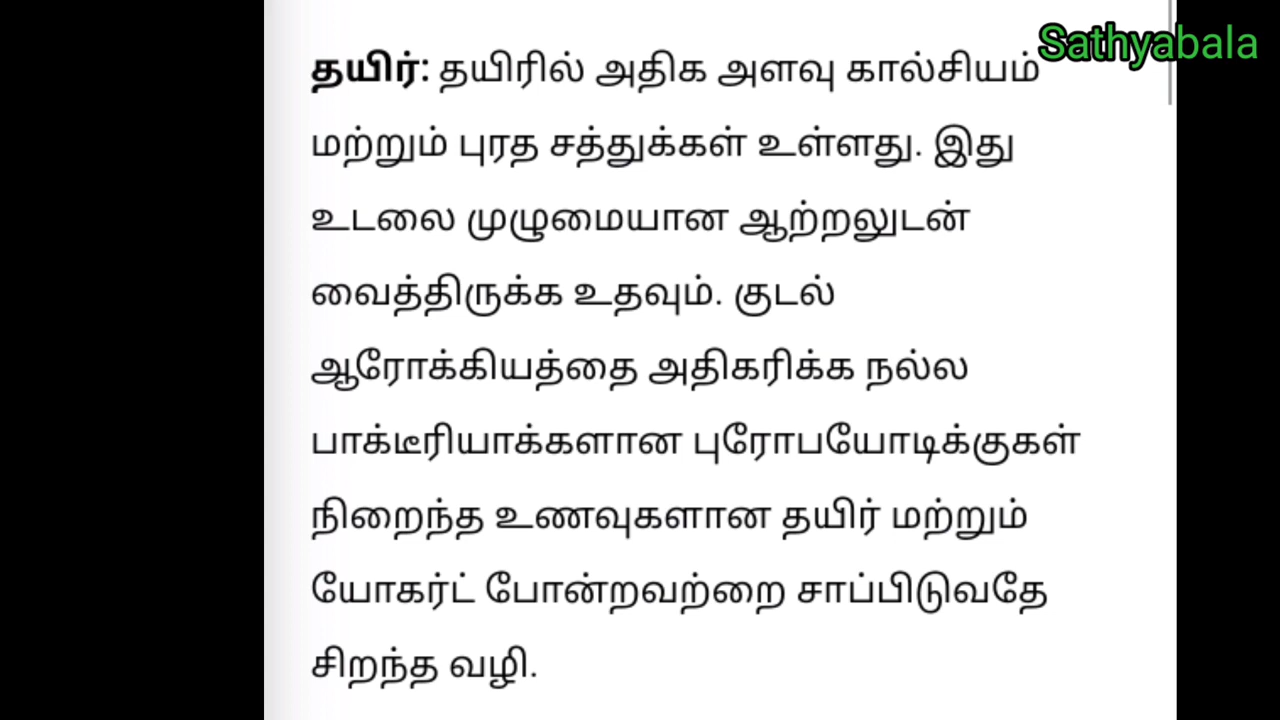 Sathyabala
தயிர்: தயிரில் அதிக அளவு கால்சியம்
மற்றும் புரத சத்துக்கள் உள்ளது. இது
உடலை முழுமையான ஆற்றலுடன்
வைத்திருக்க உதவும். குடல்
ஆரோக்கியத்தை அதிகரிக்க நல்ல
பாக்டீரியாக்களான புரோபயோடிக்குகள்
நிறைந்த உணவுகளான தயிர் மற்றும்
யோகர்ட் போன்றவற்றை சாப்பிடுவதே
சிறந்த வழி.